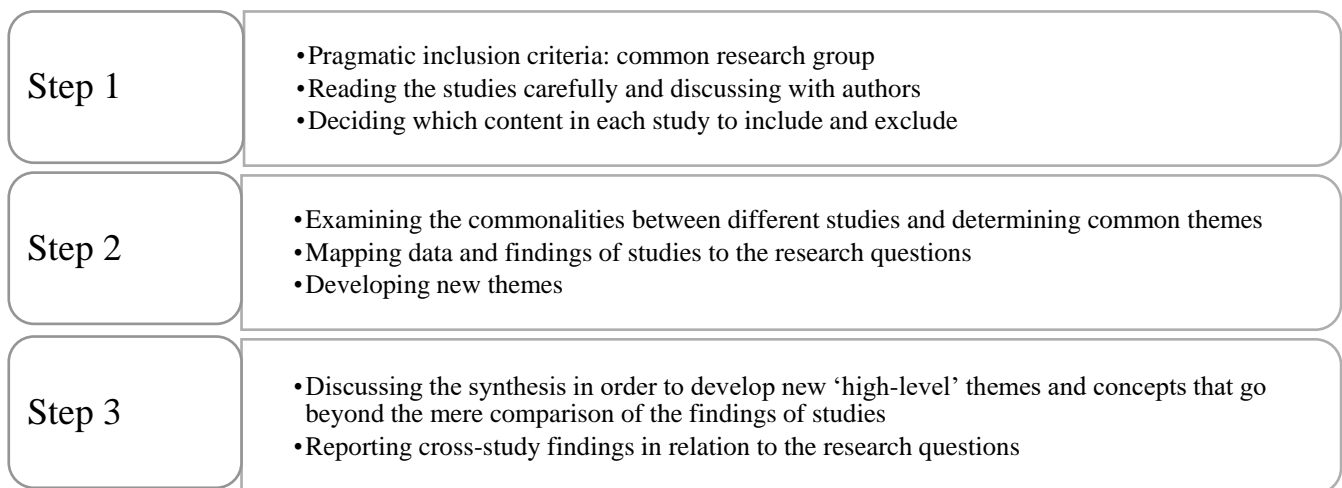 Step 1
•Pragmatic inclusion criteria: common research group
•Reading the studies carefully and discussing with authors
•Deciding which content in each study to include and exclude
Step 2
•Examining the commonalities between different studies and determining common themes
•Mapping data and findings of studies to the research questions
•Developing new themes
Step 3
•Discussing the synthesis in order to develop new ‘high-level’ themes and concepts that go
beyond the mere comparison of the findings of studies
•Reporting cross-study findings in relation to the research questions